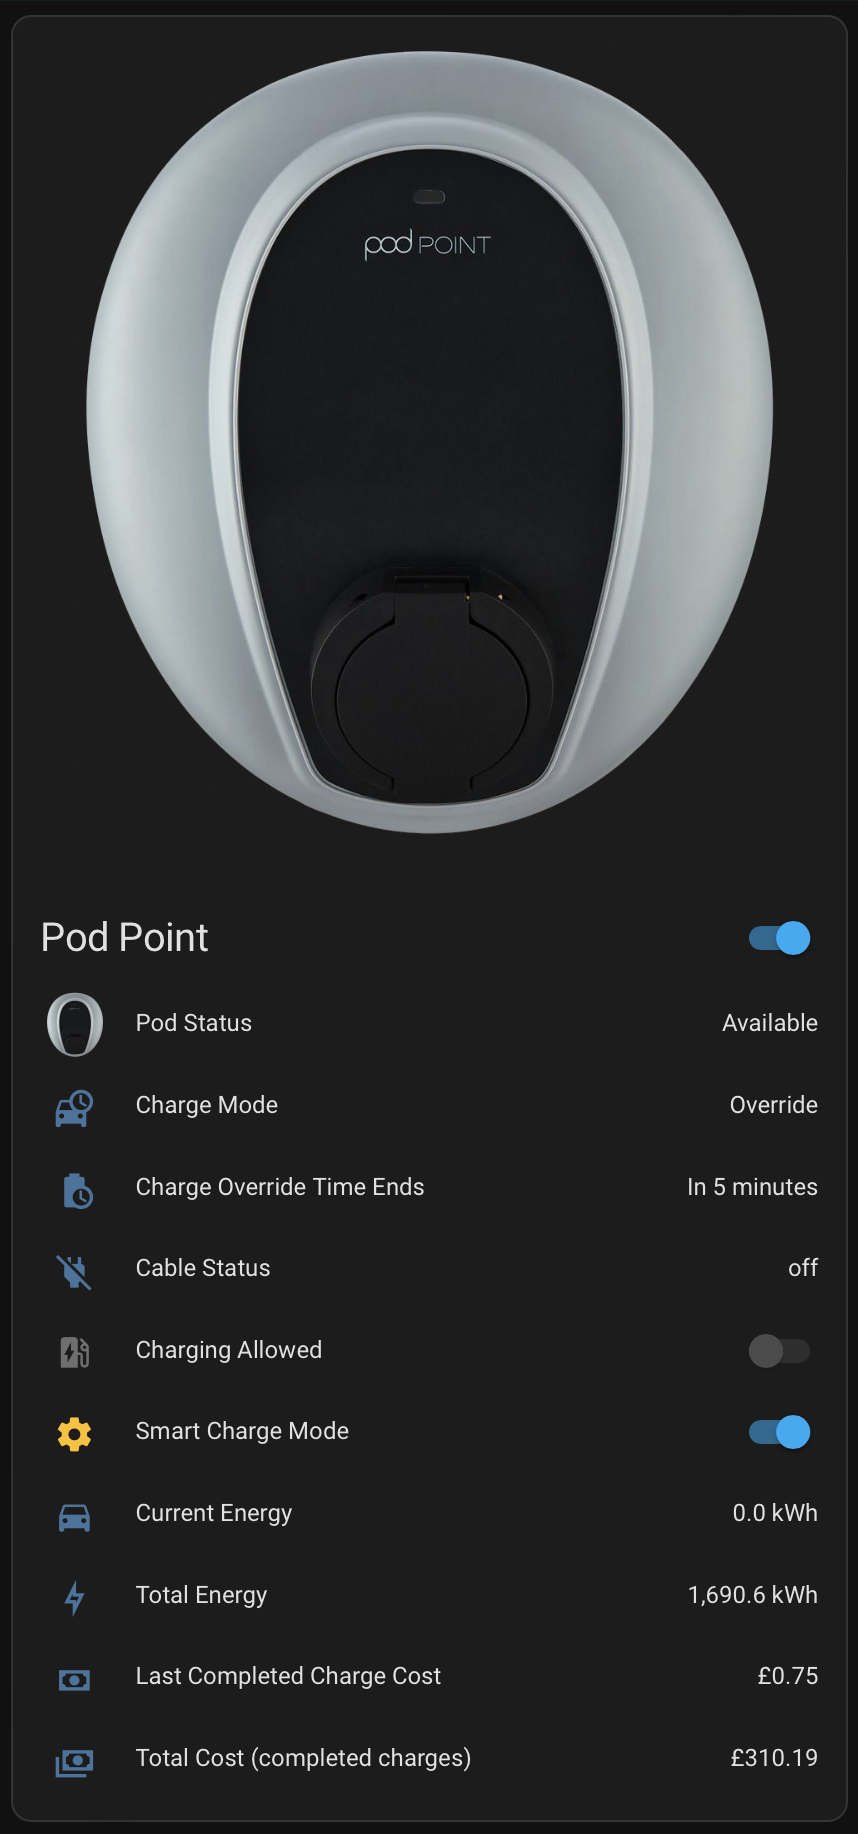 pod POINT
Pod Point
Pod Status Available
Charge Mode Override
Charge Override Time Ends In 5 minutes
Cable Status off
Charging Allowed
Smart Charge Mode
Current Energy 0.0 kWh
Total Energy 1,690.6 kWh
Last Completed Charge Cost £0.75
Total Cost (completed charges) £310.19